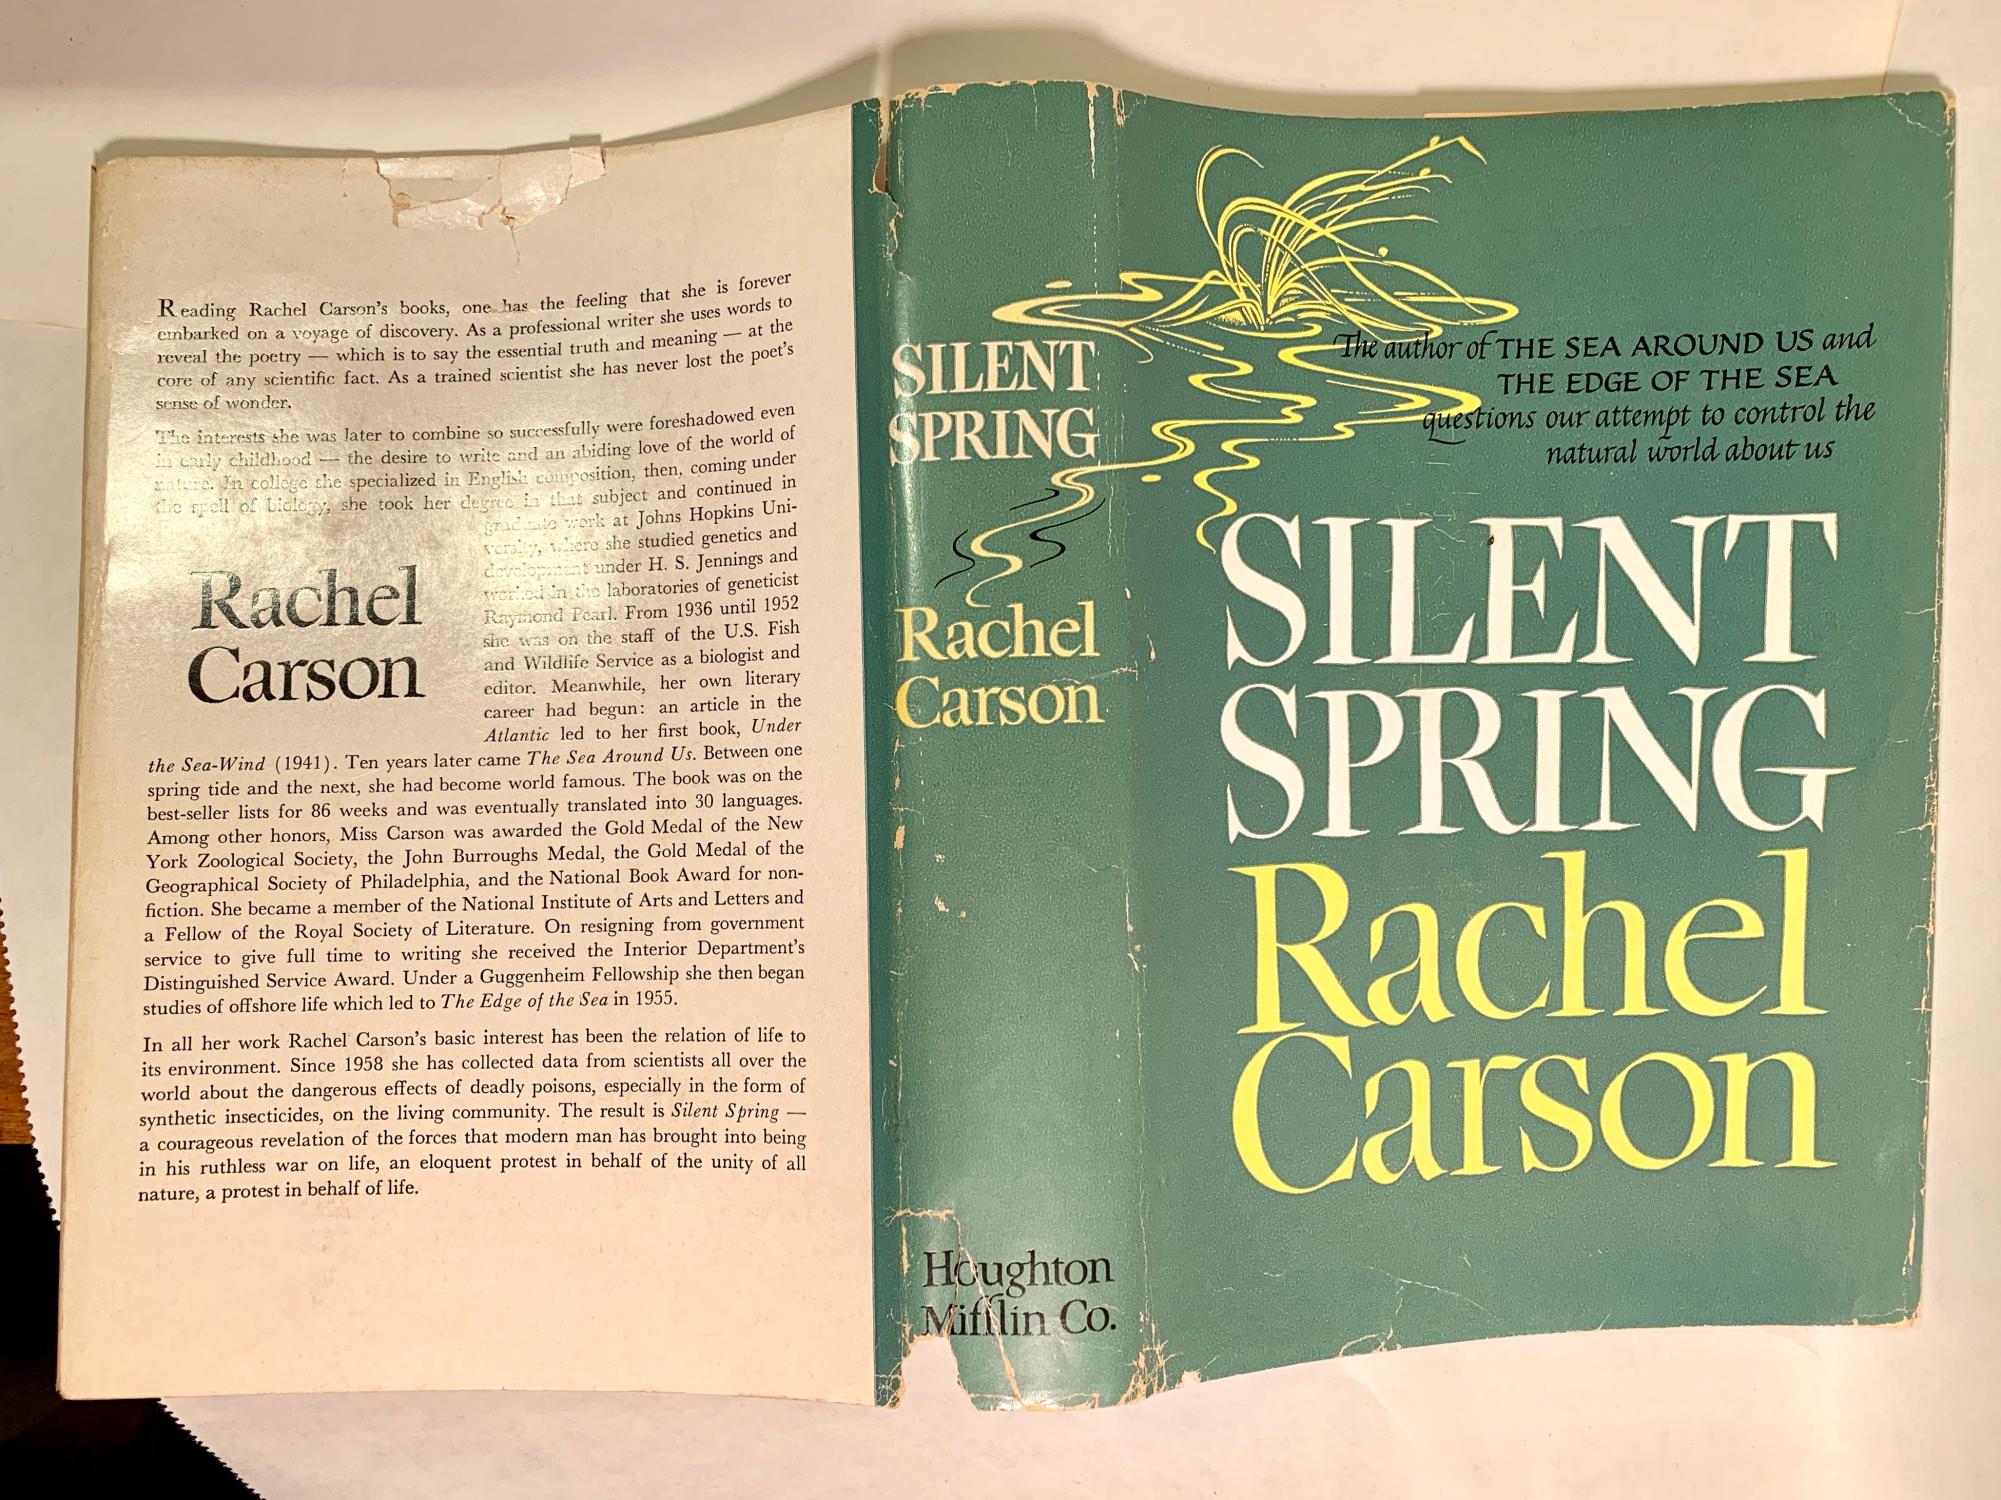 Reading Rachel Carson's books, one has the feeling that she is forever
embarked on a voyage of discovery. As a professional writer she uses words to
reveal the poetry — which is to say the essential truth and meaning — at the
core of any scientific fact. As a trained scientist she has never lost the poet's
sense of wonder.
The interests she was later to combine so successfully were foreshadowed even
in early childhood — the desire to write and an abiding love of the world of
nature. In college she specialized in English composition, then, coming under
the spell of biology, she took her degree in that subject and continued in
graduate work at Johns Hopkins Uni-
versity, where she studied genetics and
development under H. S. Jennings and
worked in the laboratories of geneticist
Raymond Pearl. From 1936 until 1952
she was on the staff of the U.S. Fish
and Wildlife Service as a biologist and
editor. Meanwhile, her own literary
career had begun: an article in the
Atlantic led to her first book, Under
the Sea-Wind (1941). Ten years later came The Sea Around Us. Between one
spring tide and the next, she had become world famous. The book was on the
best-seller lists for 86 weeks and was eventually translated into 30 languages.
Among other honors, Miss Carson was awarded the Gold Medal of the New
York Zoological Society, the John Burroughs Medal, the Gold Medal of the
Geographical Society of Philadelphia, and the National Book Award for non-
fiction. She became a member of the National Institute of Arts and Letters and
a Fellow of the Royal Society of Literature. On resigning from government
service to give full time to writing she received the Interior Department's
Distinguished Service Award. Under a Guggenheim Fellowship she then began
studies of offshore life which led to The Edge of the Sea in 1955.
In all her work Rachel Carson's basic interest has been the relation of life to
its environment. Since 1958 she has collected data from scientists all over the
world about the dangerous effects of deadly poisons, especially in the form of
synthetic insecticides, on the living community. The result is Silent Spring —
a courageous revelation of the forces that modern man has brought into being
in his ruthless war on life, an eloquent protest in behalf of the unity of all
nature, a protest in behalf of life.
Rachel
Carson
SILENT
SPRING
Rachel
Carson
Houghton
Mifflin Co.
The author of THE SEA AROUND US and
THE EDGE OF THE SEA
questions our attempt to control the
natural world about us
SILENT
SPRING
Rachel
Carson